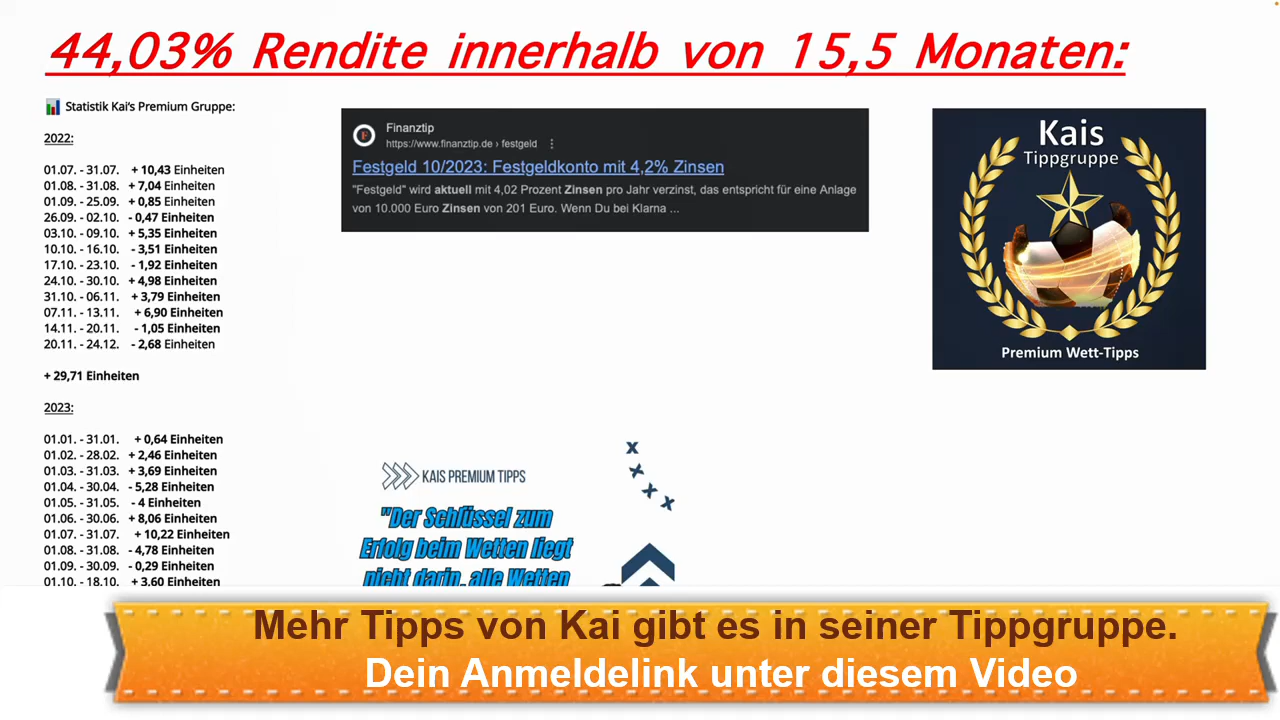 44,03% Rendite innerhalb von 15,5 Monaten:
Statistik Kai's Premium Gruppe:
2022:
01.07. - 31.07. + 10,43 Einheiten
01.08. - 31.08. + 7,04 Einheiten
01.09. - 25.09. + 0,85 Einheiten
26.09. - 02.10. - 0,47 Einheiten
03.10. - 09.10. + 5,35 Einheiten
10.10. - 16.10. - 3,51 Einheiten
17.10. - 23.10. - 1,92 Einheiten
24.10. - 30.10. + 4,98 Einheiten
31.10. - 06.11. + 3,79 Einheiten
07.11. - 13.11. + 6,90 Einheiten
14.11. - 20.11. - 1,05 Einheiten
20.11. - 24.12. - 2,68 Einheiten
+ 29,71 Einheiten
2023:
01.01. - 31.01. + 0,64 Einheiten
01.02. - 28.02. + 2,46 Einheiten
01.03. - 31.03. + 3,69 Einheiten
01.04. - 30.04. - 5,28 Einheiten
01.05. - 31.05. - 4 Einheiten
01.06. - 30.06. + 8,06 Einheiten
01.07. - 31.07. + 10,22 Einheiten
01.08. - 31.08. - 4,78 Einheiten
01.09. - 30.09. - 0,29 Einheiten
01.10. - 18.10. + 3,60 Einheiten
Finanztip
https://www.finanztip.de › festgeld
Festgeld 10/2023: Festgeldkonto mit 4,2% Zinsen
"Festgeld" wird aktuell mit 4,02 Prozent Zinsen pro Jahr verzinst, das entspricht für eine Anlage
von 10.000 Euro Zinsen von 201 Euro. Wenn Du bei Klarna ...
Kais
Tippgruppe
Premium Wett-Tipps
KAIS PREMIUM TIPPS
"Der Schlüssel zum
Erfolg beim Wetten liegt
nicht darin, alle Wetten
Mehr Tipps von Kai gibt es in seiner Tippgruppe.
Dein Anmeldelink unter diesem Video